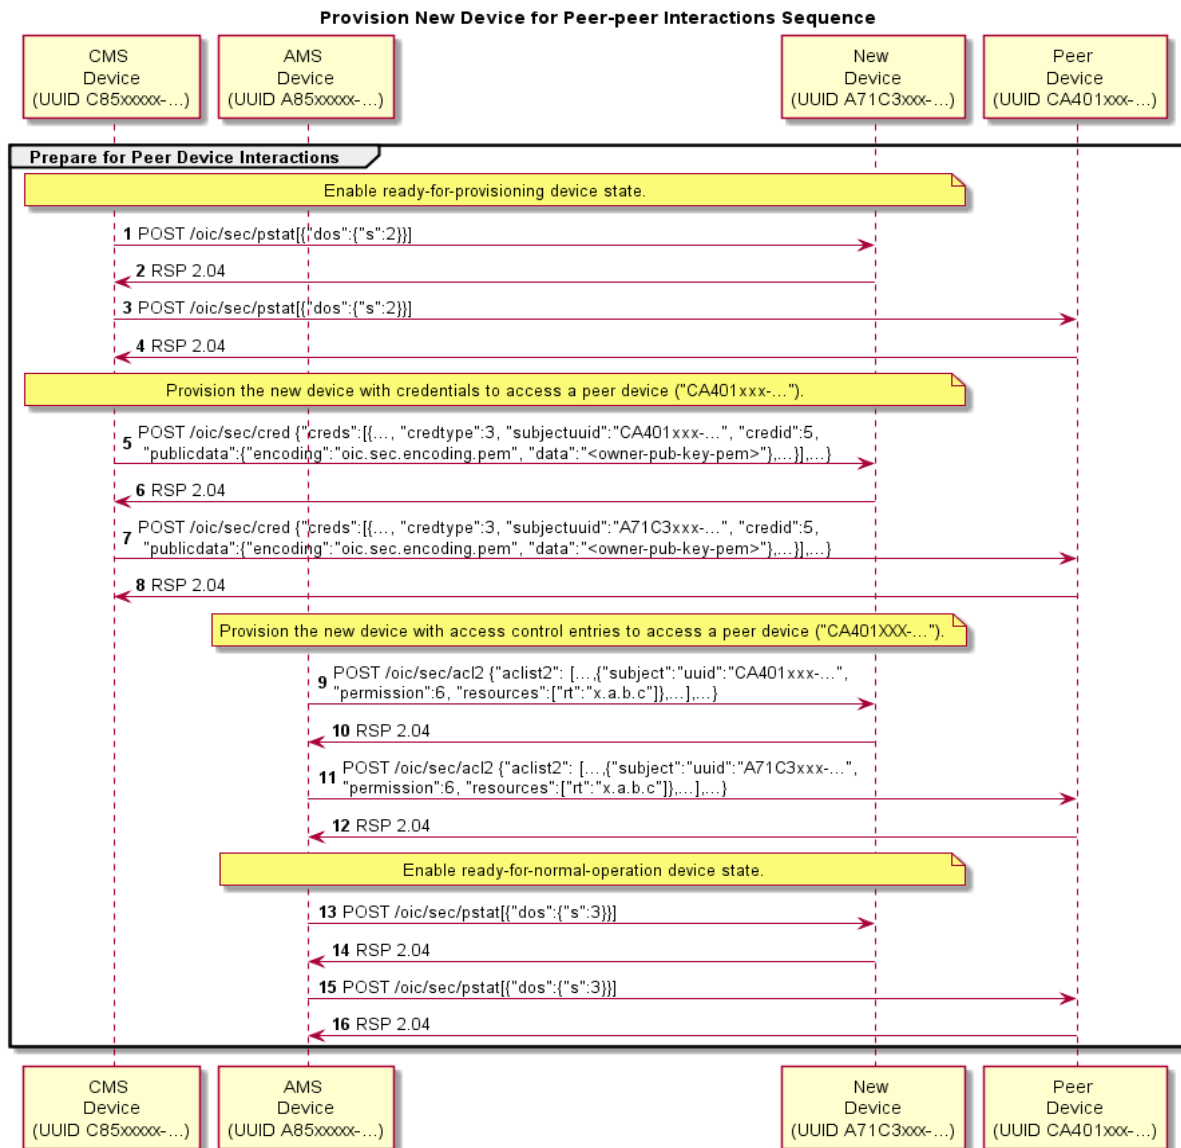 Provision New Device for Peer-peer Interactions Sequence
CMS
Device
(UUID C85xxxxx-...)
AMS
Device
(UUID A85xxxxx-...)
New
Device
(UUID A71C3xxx-...)
Peer
Device
(UUID CA401xxx-...)
Prepare for Peer Device Interactions
Enable ready-for-provisioning device state.
1 POST /oic/sec/pstat[{"dos":{"s":2}}]
2 RSP 2.04
3 POST /oic/sec/pstat[{"dos":{"s":2}}]
4 RSP 2.04
Provision the new device with credentials to access a peer device ("CA401xxx-...").
5 POST /oic/sec/cred {"creds":[{..., "credtype":3, "subjectuuid":"CA401xxx-...", "credid":5,
"publicdata":{"encoding":"oic.sec.encoding.pem", "data":"<owner-pub-key-pem>"},...}],...}
6 RSP 2.04
7 POST /oic/sec/cred {"creds":[{..., "credtype":3, "subjectuuid":"A71C3xxx-...", "credid":5,
"publicdata":{"encoding":"oic.sec.encoding.pem", "data":"<owner-pub-key-pem>"},...}],...}
8 RSP 2.04
Provision the new device with access control entries to access a peer device ("CA401XXX-...").
9 POST /oic/sec/acl2 {"aclist2": [...,{"subject":"uuid":"CA401xxx-...",
"permission":6, "resources":["rt":"x.a.b.c"]},...],...}
10 RSP 2.04
11 POST /oic/sec/acl2 {"aclist2": [...,{"subject":"uuid":"A71C3xxx-...",
"permission":6, "resources":["rt":"x.a.b.c"]},...],...}
12 RSP 2.04
Enable ready-for-normal-operation device state.
13 POST /oic/sec/pstat[{"dos":{"s":3}}]
14 RSP 2.04
15 POST /oic/sec/pstat[{"dos":{"s":3}}]
16 RSP 2.04
CMS
Device
(UUID C85xxxxx-...)
AMS
Device
(UUID A85xxxxx-...)
New
Device
(UUID A71C3xxx-...)
Peer
Device
(UUID CA401xxx-...)